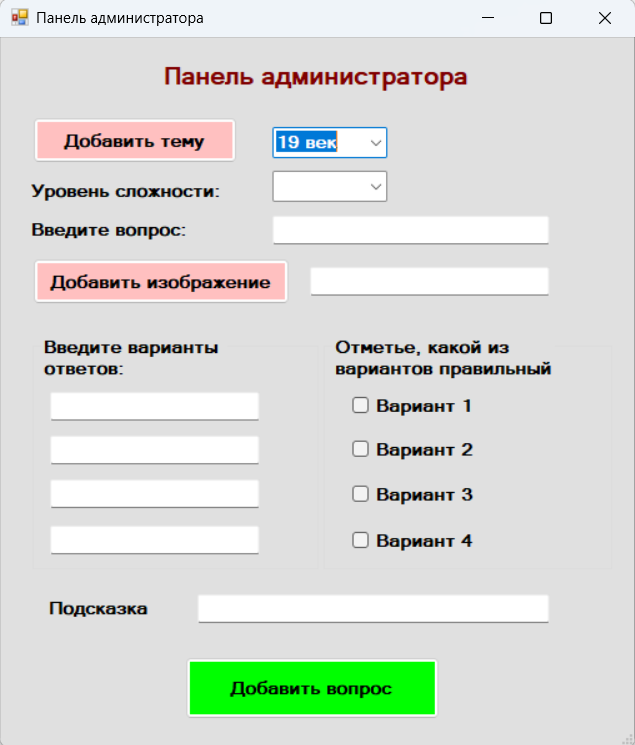 Панель администратора
Панель администратора
Добавить тему
19 век
Уровень сложности:
Введите вопрос:
Добавить изображение
Введите варианты
ответов:
Отметье, какой из
вариантов правильный
Вариант 1
Вариант 2
Вариант 3
Вариант 4
Подсказка
Добавить вопрос